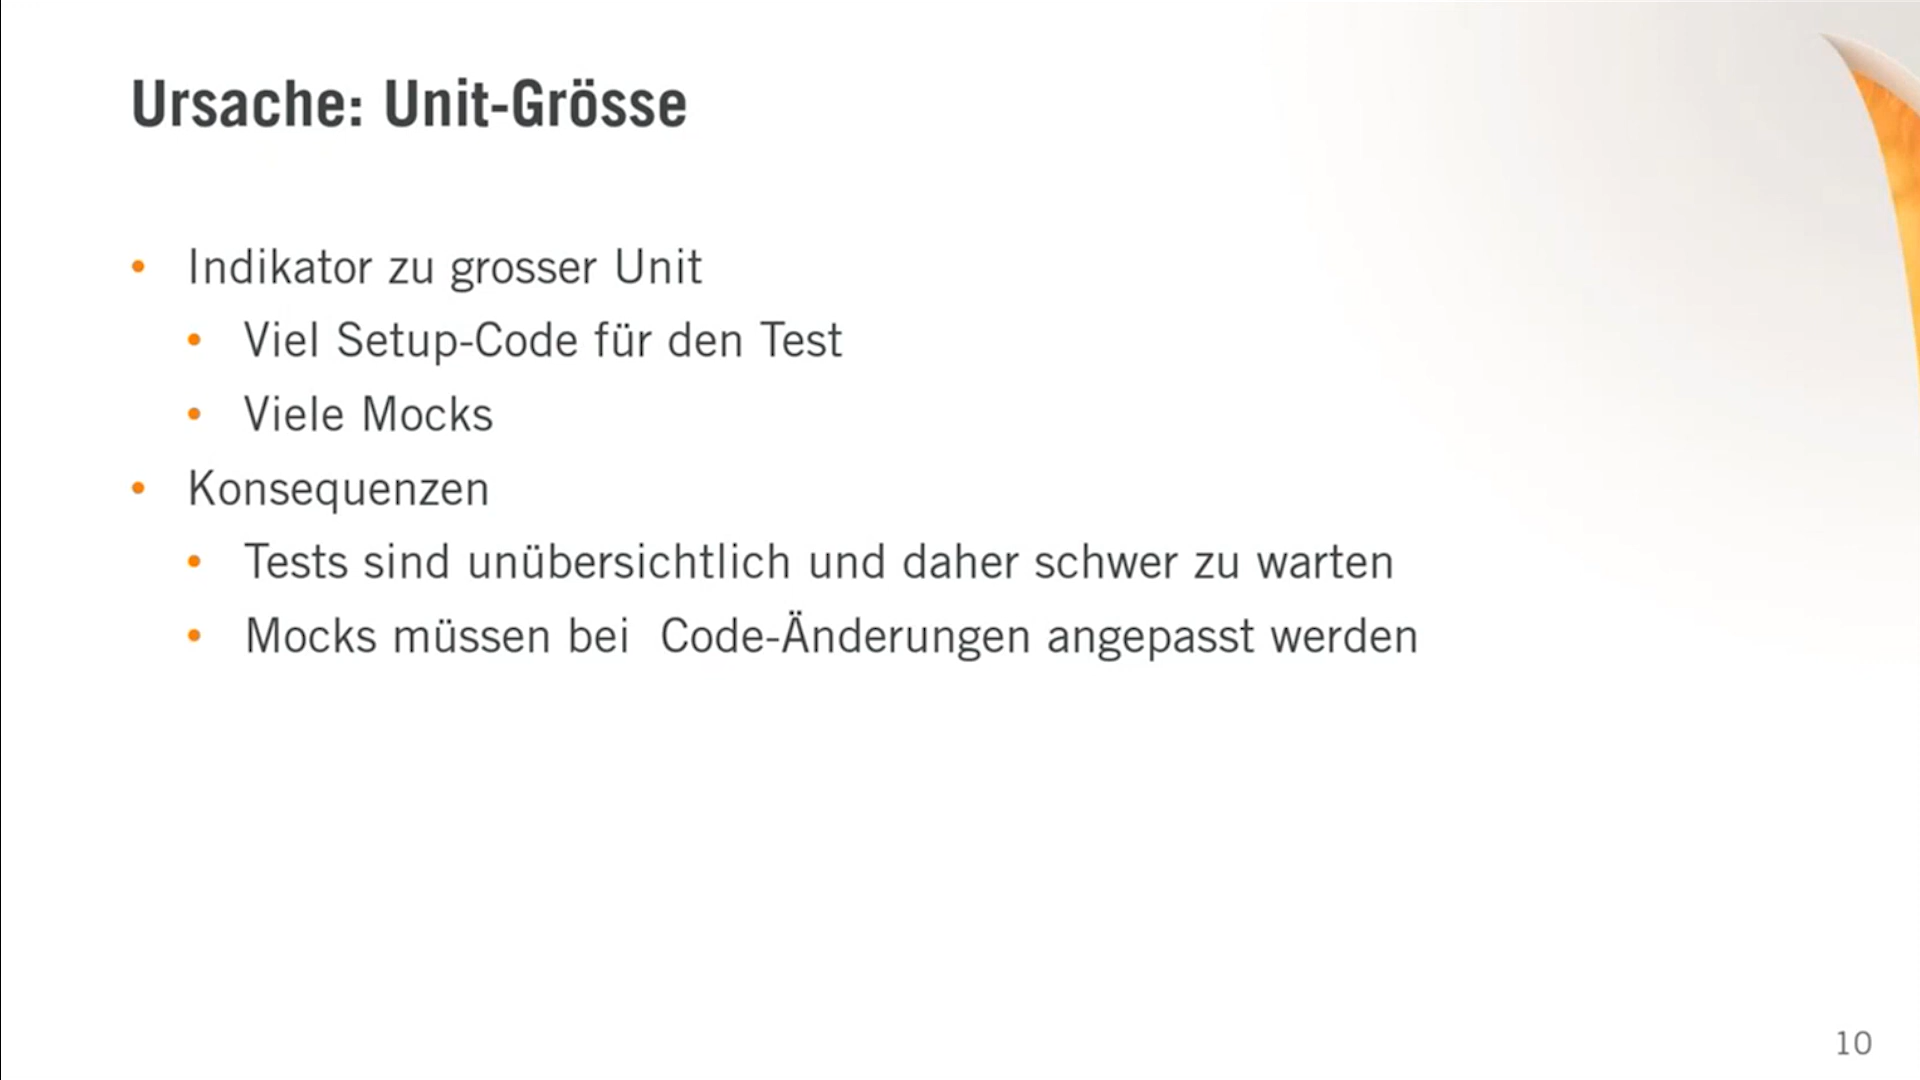 Ursache: Unit-Grösse
• Indikator zu grosser Unit
• Viel Setup-Code für den Test
• Viele Mocks
• Konsequenzen
• Tests sind unübersichtlich und daher schwer zu warten
• Mocks müssen bei  Code-Änderungen angepasst werden
10